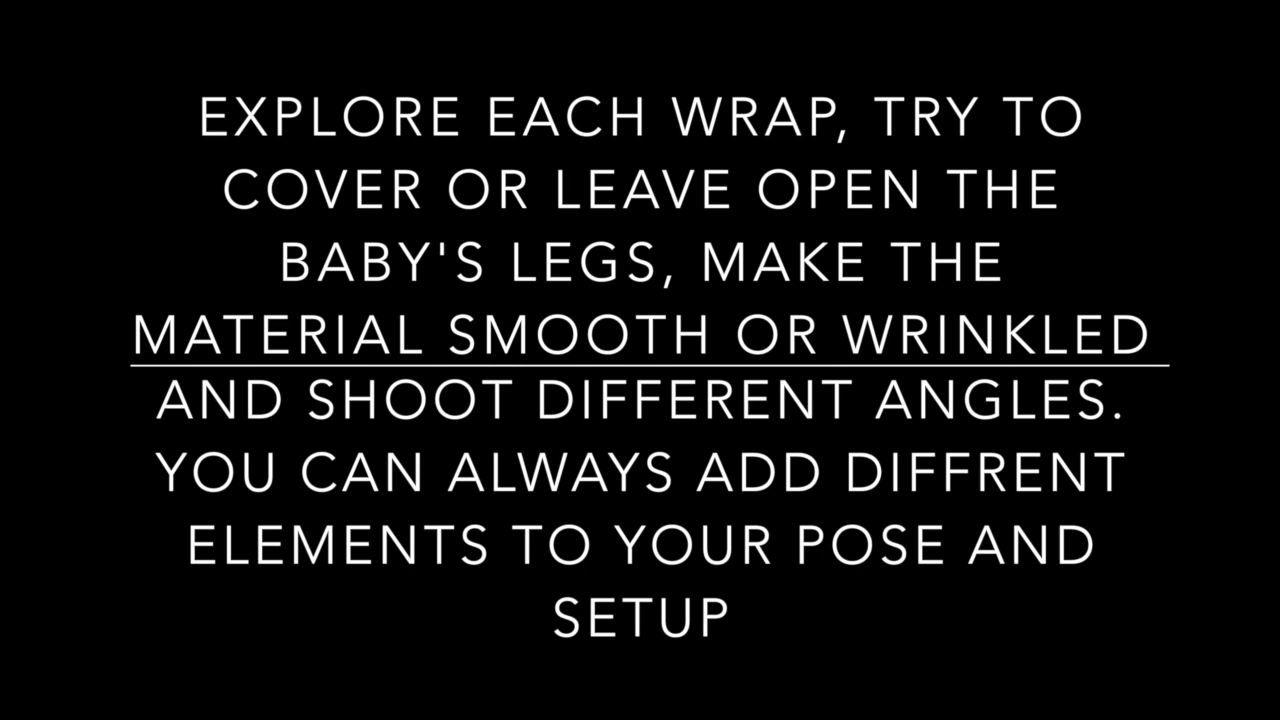 EXPLORE EACH WRAP, TRY TO
COVER OR LEAVE OPEN THE
BABY'S LEGS, MAKE THE
MATERIAL SMOOTH OR WRINKLED
AND SHOOT DIFFERENT ANGLES.
YOU CAN ALWAYS ADD DIFFRENT
ELEMENTS TO YOUR POSE AND
SETUP